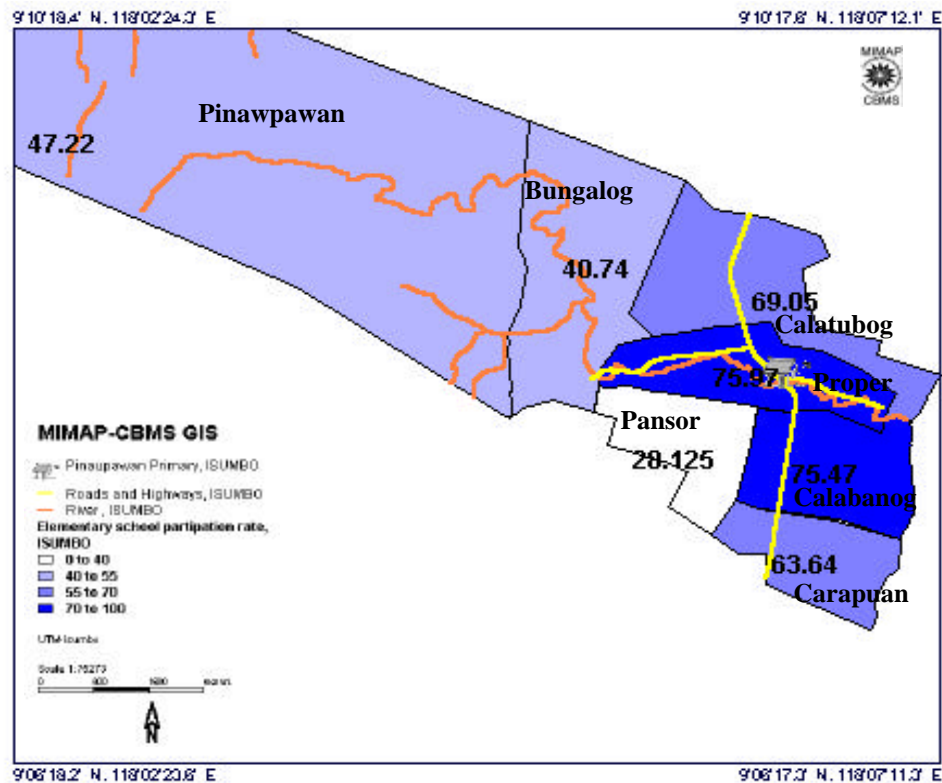 9°10'18.4" N. 118°02'24.3" E
9°10'17.6" N. 118°07'12.1" E
MIMAP
CBMS
Pinawpawan
47.22
Bungalog
40.74
69.05
Calatubog
75.97
Proper
Pansor
28.125
75.47
Calabanog
63.64
Carapuan
MIMAP-CBMS GIS
Pinaupawan Primary, ISUMBO
Roads and Highways, ISUMBO
River, ISUMBO
Elementary school partipation rate,
ISUMBO
0 to 40
40 to 55
55 to 70
70 to 100
UTM-Isumbo
Scale 1:75273
0
N
9°06'18.2" N. 118°02'23.6" E
9°06'17.3" N. 118°07'11.3" E